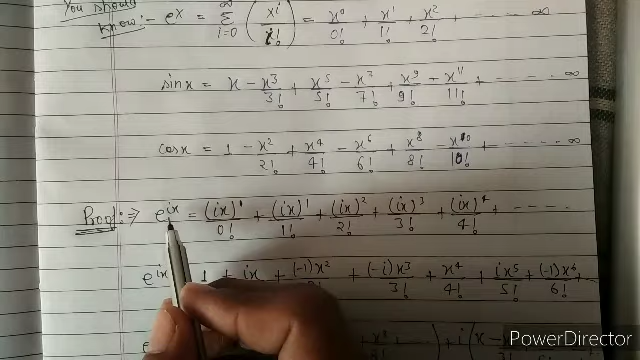 You should
know:- e^x = ∑_{i=0}^{∞} (x^i/i!) = x^0/0! + x^1/1! + x^2/2! + - - - - ∞
sinx = x - x^3/3! + x^5/5! - x^7/7! + x^9/9! - x^11/11! + - - - - ∞
cosx = 1 - x^2/2! + x^4/4! - x^6/6! + x^8/8! - x^10/10! + - - - - ∞
Proof:⇒ e^ix = (ix)^0/0! + (ix)^1/1! + (ix)^2/2! + (ix)^3/3! + (ix)^4/4! + - - - -
e^ix 1 + ix + (-1)x^2/2! + (-i)x^3/3! + x^4/4! + ix^5/5! + (-1)x^6/6!
PowerDirector